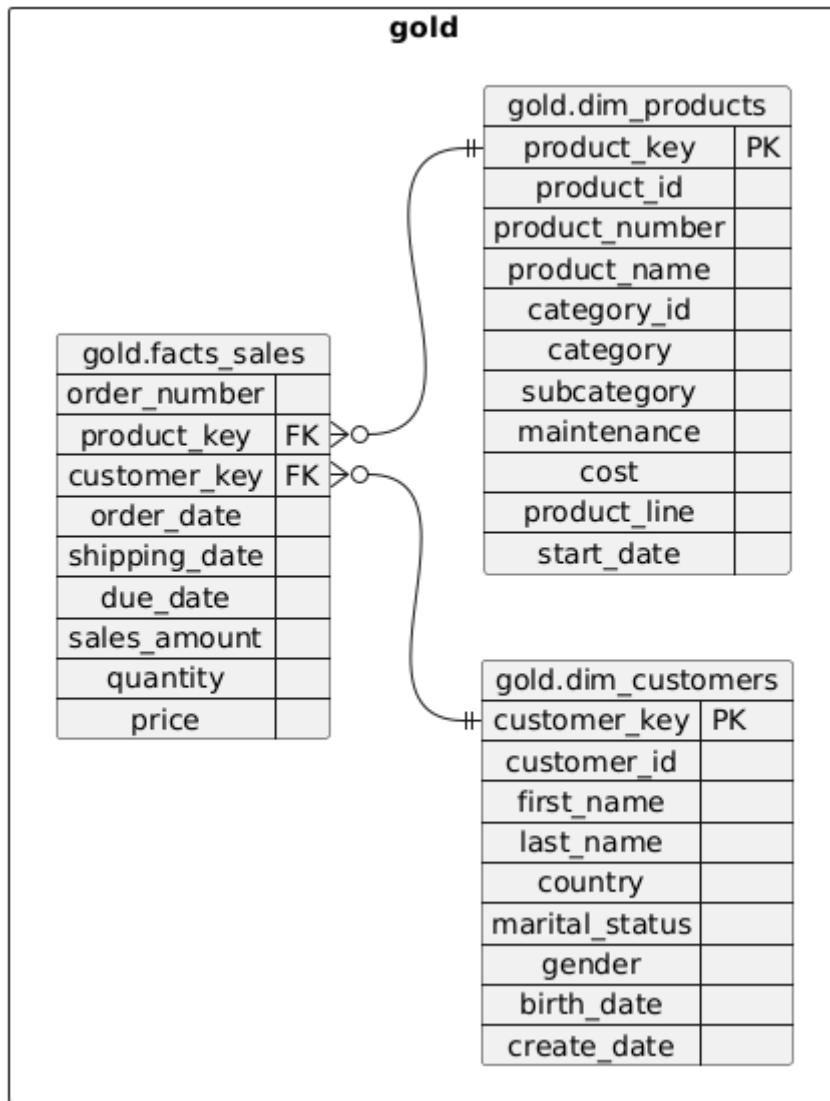 gold
gold.dim_products
product_key PK
product_id
product_number
product_name
category_id
category
subcategory
maintenance
cost
product_line
start_date
gold.facts_sales
order_number
product_key FK
customer_key FK
order_date
shipping_date
due_date
sales_amount
quantity
price
gold.dim_customers
customer_key PK
customer_id
first_name
last_name
country
marital_status
gender
birth_date
create_date